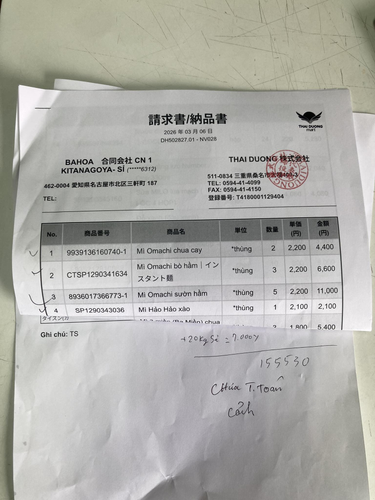 THAI DUONG
mart
請求書/納品書
2026 年 03 月 06 日
DH502827.01 - NV028
BAHOA 合同会社 CN 1
KITANAGOYA- SÍ (*****6312)
462-0004 愛知県名古屋市北区三軒町 187
TEL:
THAI DUONG 株式会社
511-0834 三重県桑名市
TEL: 0594-41-4099
FAX: 0594-41-4150
登録番号: T4180001129404
No. 商品番号 商品名 単位 数量 単価(円) 金額(円)
1 9939136160740-1 Mì Omachi chua cay *thùng 2 2,200 4,400
2 CTSP1290341634 Mì Omachi bò hầm｜インスタント麺 *thùng 3 2,200 6,600
3 8936017366773-1 Mì Omachi sườn hầm *thùng 5 2,200 11,000
4 SP1290343036 Mì Hảo Hảo xào *thùng 1 2,100 2,100
3 1,800 5,400
Ghi chú: TS
155530
Chưa T.Toán